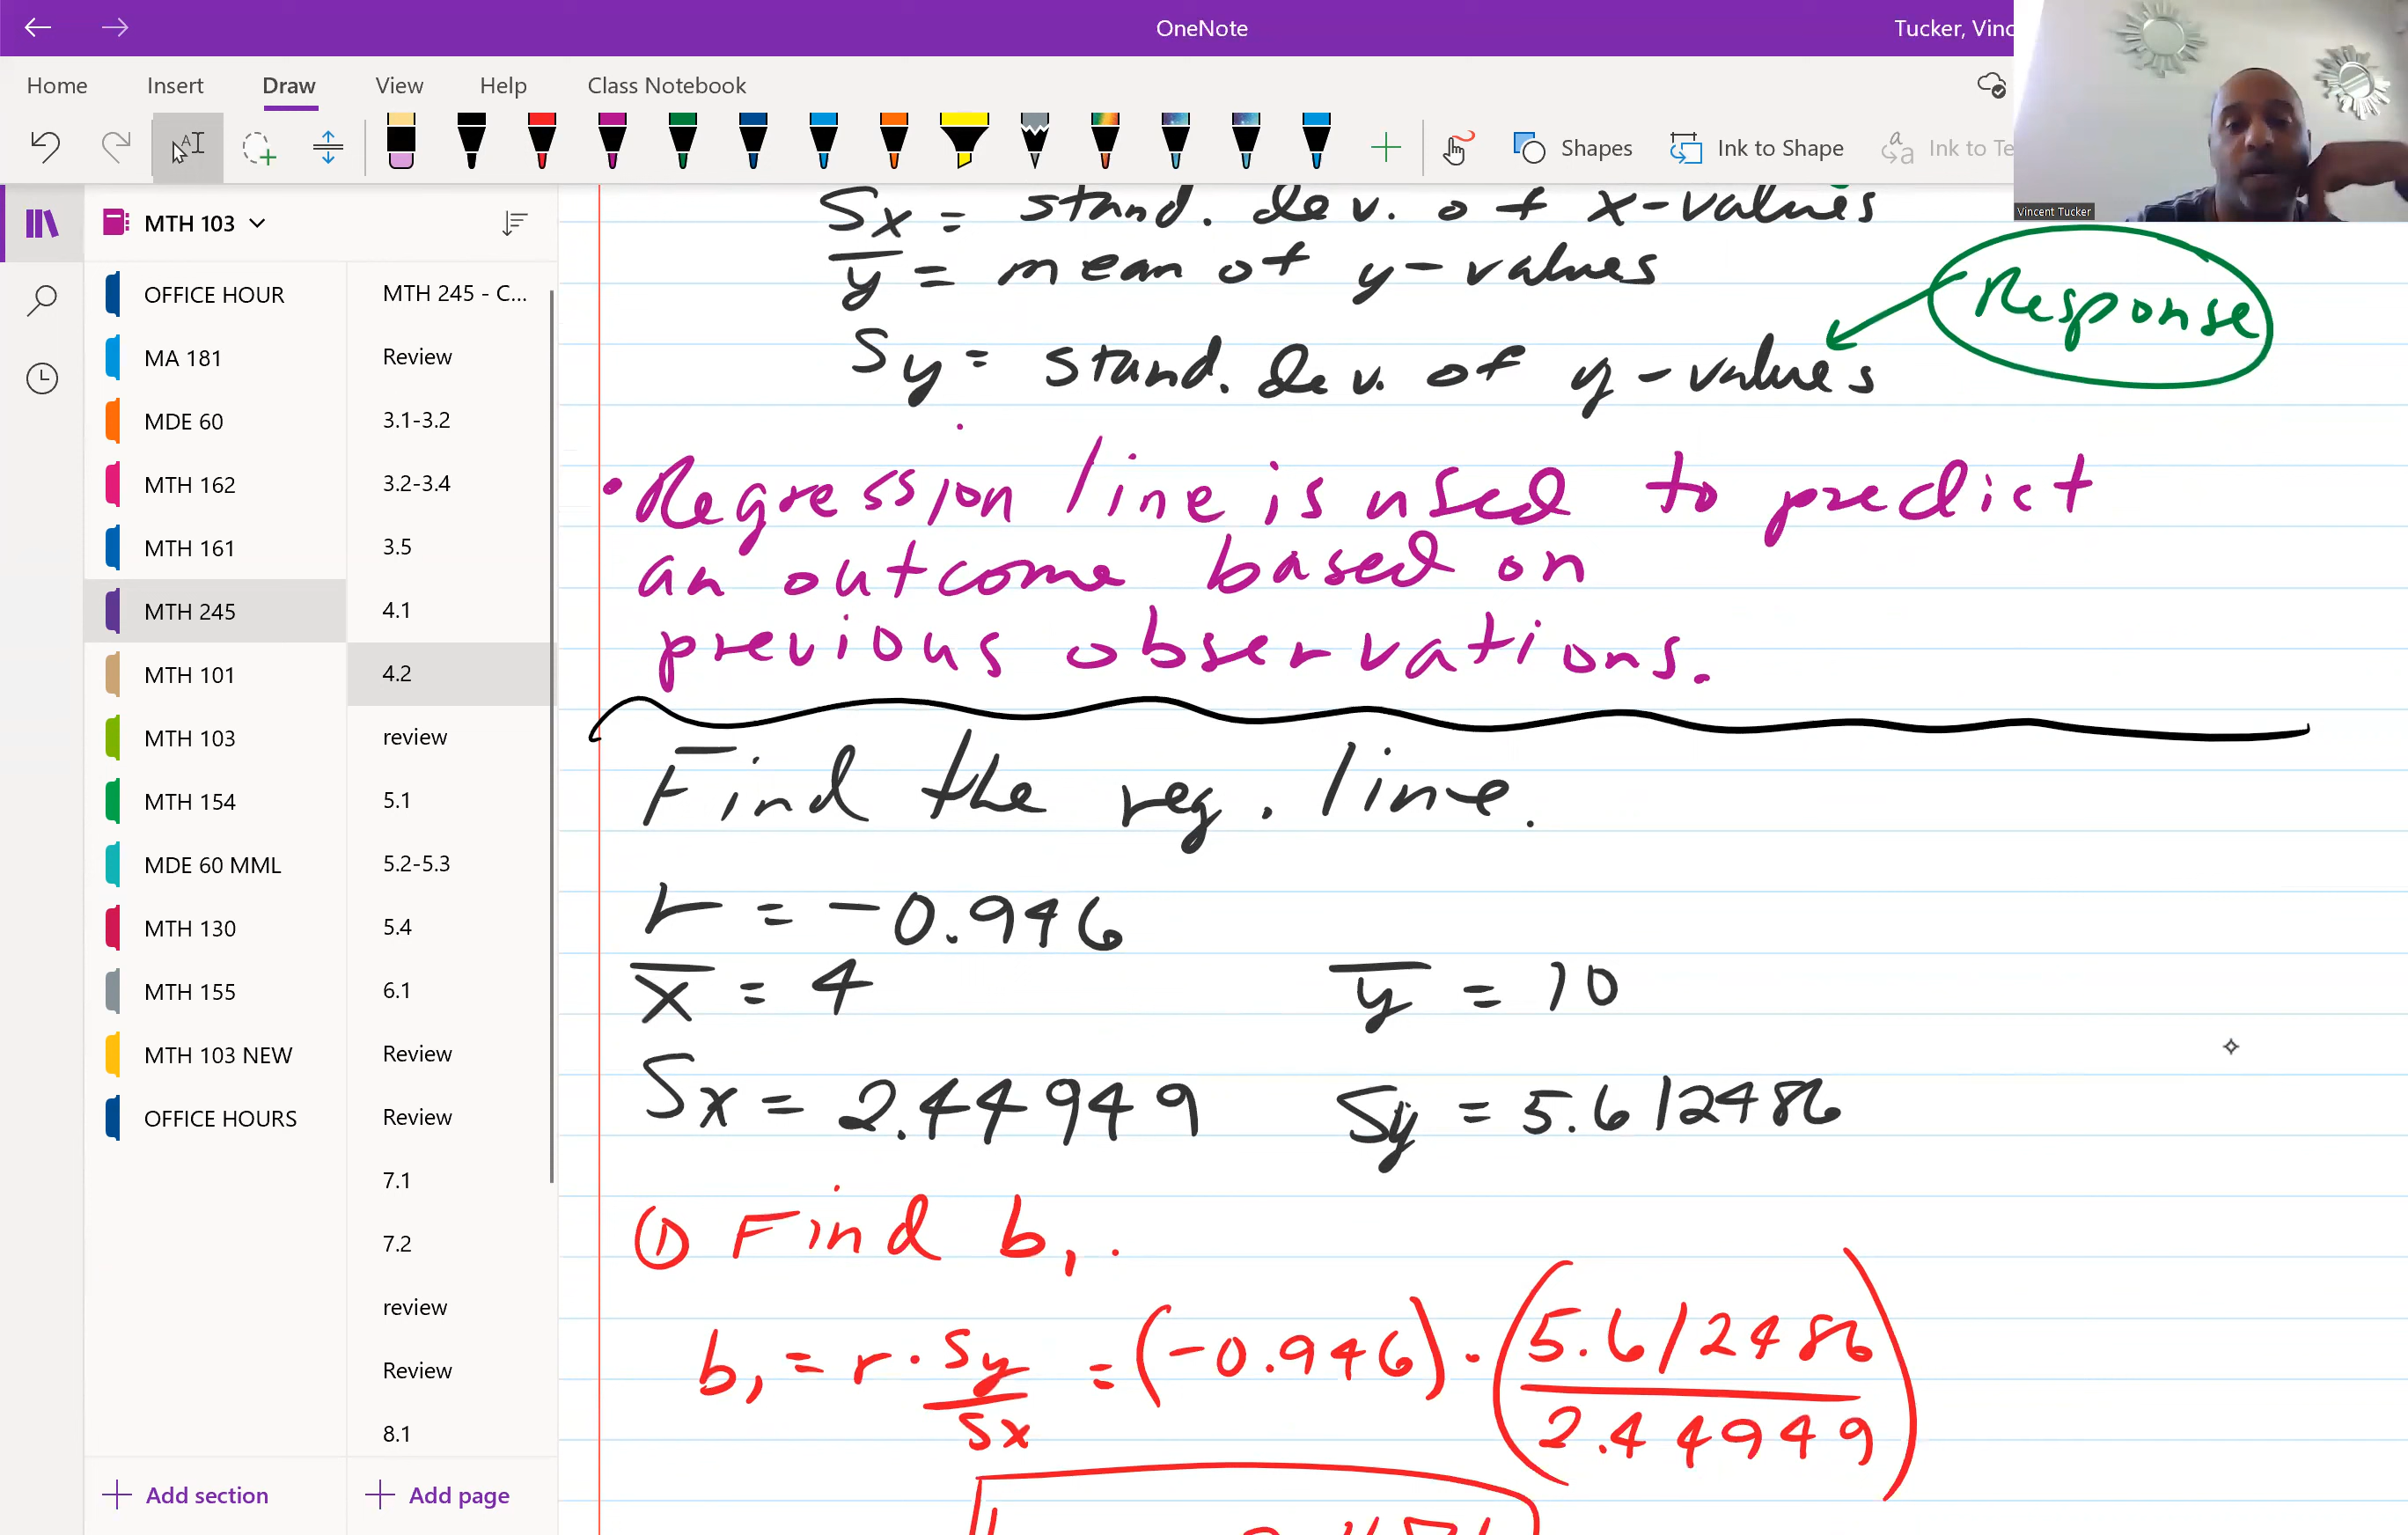 OneNote
Tucker, Vinc
Home Insert Draw View Help Class Notebook
Shapes Ink to Shape Ink to Te
Vincent Tucker
MTH 103
OFFICE HOUR
MA 181
MDE 60
MTH 162
MTH 161
MTH 245
MTH 101
MTH 103
MTH 154
MDE 60 MML
MTH 130
MTH 155
MTH 103 NEW
OFFICE HOURS
Add section
MTH 245 - C...
Review
3.1-3.2
3.2-3.4
3.5
4.1
4.2
review
5.1
5.2-5.3
5.4
6.1
Review
Review
7.1
7.2
review
Review
8.1
Add page
Sx = stand. dev. of x-values
y̅ = mean of y-values
Response
Sy = stand. dev. of y-values
• Regression line is used to predict
an outcome based on
previous observations.
Find the reg. line.
r = -0.946
x̅ = 4 y̅ = 10
Sx = 2.44949 Sy = 5.612486
① Find b₁.
b₁ = r · Sy/Sx = (-0.946) · (5.612486/2.44949)